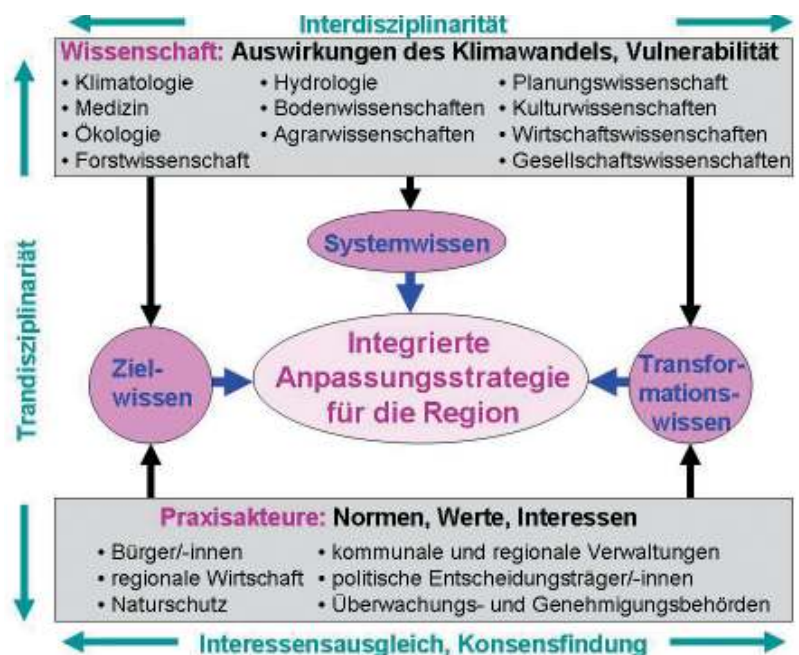 Interdisziplinarität
Wissenschaft: Auswirkungen des Klimawandels, Vulnerabilität
• Klimatologie
• Medizin
• Ökologie
• Forstwissenschaft
• Hydrologie
• Bodenwissenschaften
• Agrarwissenschaften
• Planungswissenschaft
• Kulturwissenschaften
• Wirtschaftswissenschaften
• Gesellschaftswissenschaften
Trandisziplinariät
Systemwissen
Ziel-
wissen
Integrierte
Anpassungsstrategie
für die Region
Transfor-
mations-
wissen
Praxisakteure: Normen, Werte, Interessen
• Bürger/-innen
• regionale Wirtschaft
• Naturschutz
• kommunale und regionale Verwaltungen
• politische Entscheidungsträger/-innen
• Überwachungs- und Genehmigungsbehörden
Interessensausgleich, Konsensfindung